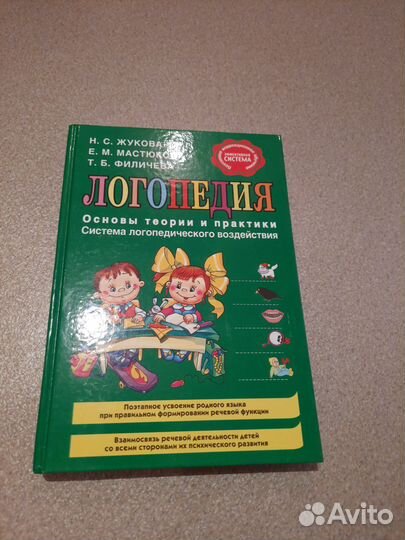 Н. С. ЖУКОВА
Е. М. МАСТЮКОВА
Т. Б. ФИЛИЧЕВА
ЭФФЕКТИВНАЯ
СИСТЕМА
ЛОГОПЕДИЯ
Основы теории и практики
Система логопедического воздействия
Поэтапное усвоение родного языка
при правильном формировании речевой функции
Взаимосвязь речевой деятельности детей
со всеми сторонами их психического развития
Avito